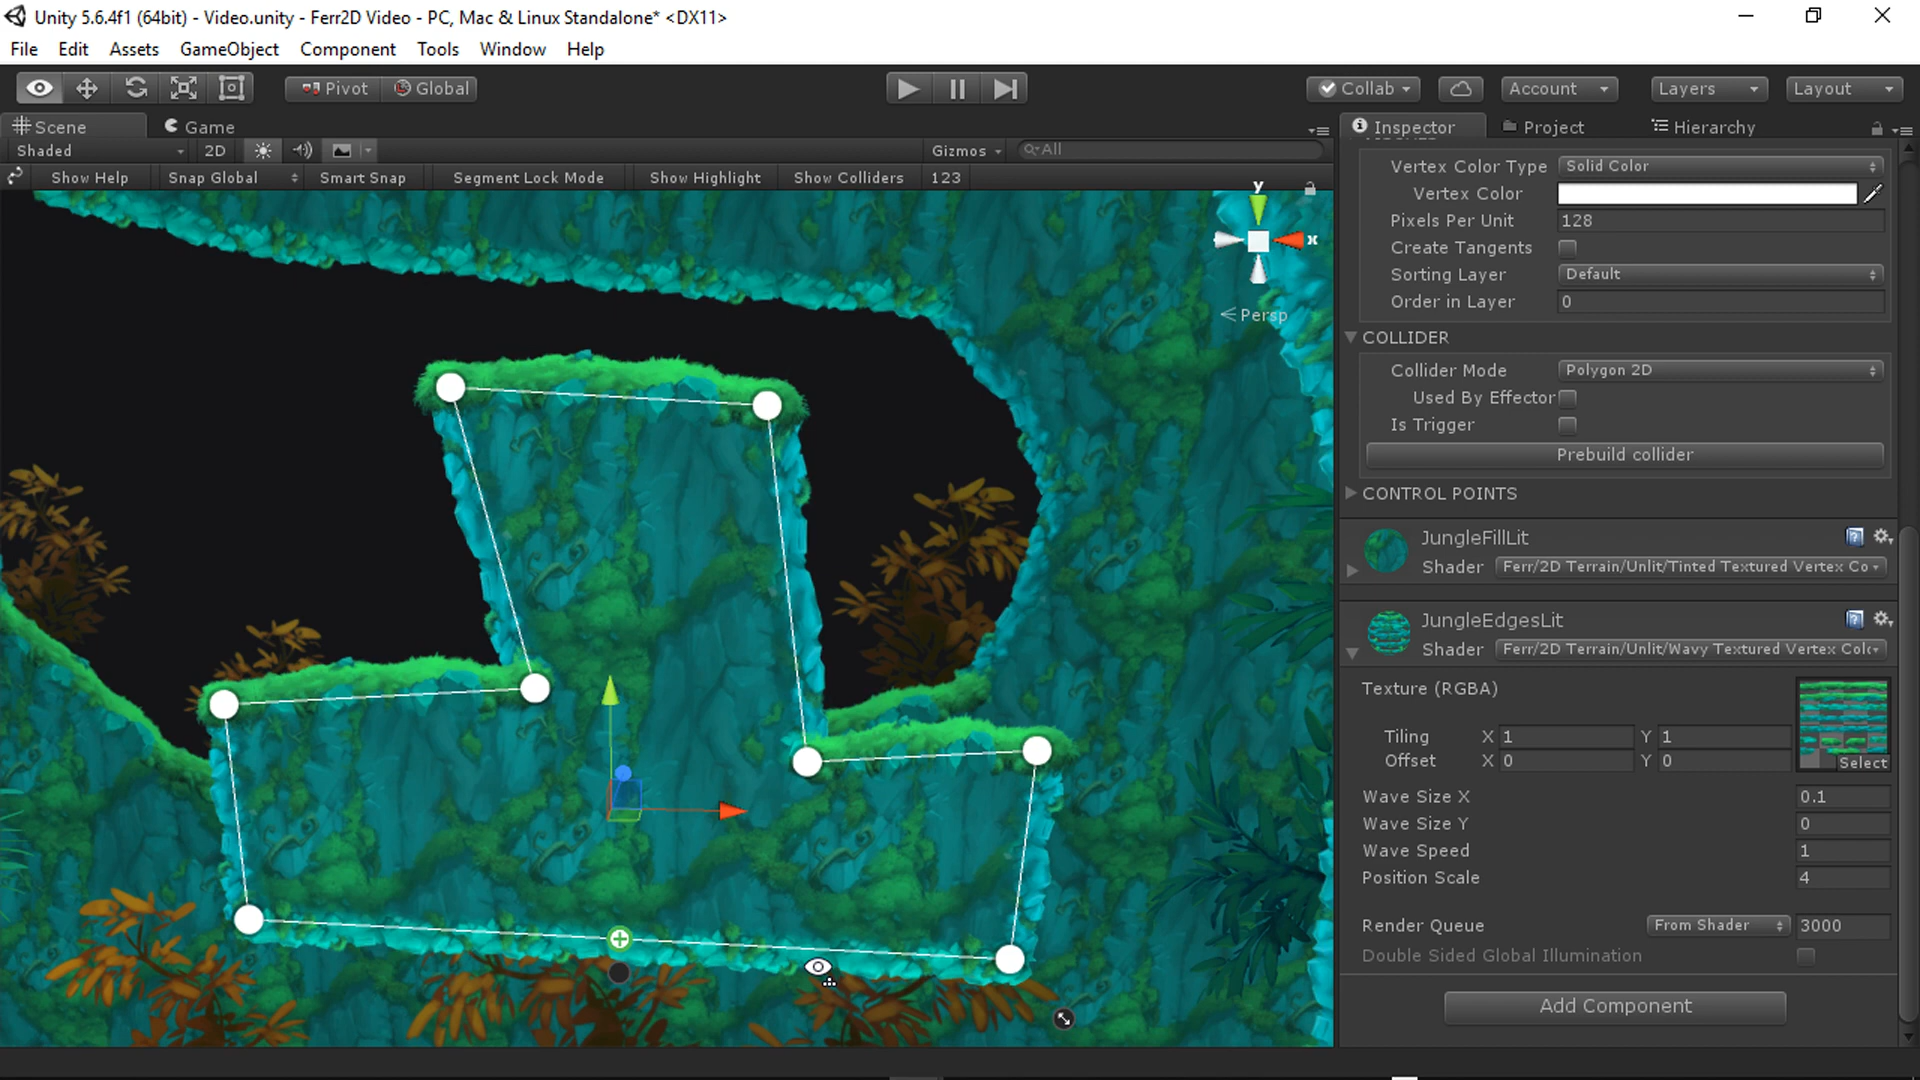 Unity 5.6.4f1 (64bit) - Video.unity - Ferr2D Video - PC, Mac & Linux Standalone* <DX11>
File Edit Assets GameObject Component Tools Window Help
Pivot Global Collab Account Layers Layout
Scene Game
Shaded 2D Gizmos All
Show Help Snap Global Smart Snap Segment Lock Mode Show Highlight Show Colliders 123
y
x
Persp
Inspector Project Hierarchy
Vertex Color Type Solid Color
Vertex Color
Pixels Per Unit 128
Create Tangents
Sorting Layer Default
Order in Layer 0
COLLIDER
Collider Mode Polygon 2D
Used By Effector
Is Trigger
Prebuild collider
CONTROL POINTS
JungleFillLit
Shader Ferr/2D Terrain/Unlit/Tinted Textured Vertex Co
JungleEdgesLit
Shader Ferr/2D Terrain/Unlit/Wavy Textured Vertex Col
Texture (RGBA)
Tiling X 1 Y 1
Offset X 0 Y 0
Select
Wave Size X 0.1
Wave Size Y 0
Wave Speed 1
Position Scale 4
Render Queue From Shader 3000
Double Sided Global Illumination
Add Component